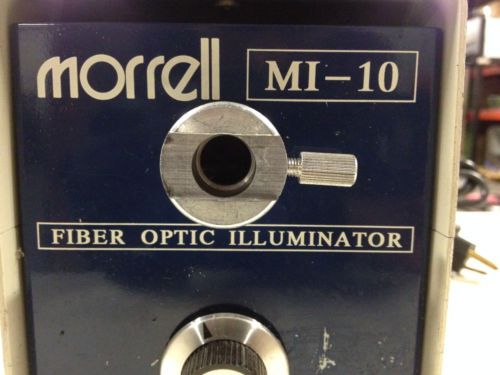 morrell
MI-10
FIBER OPTIC ILLUMINATOR